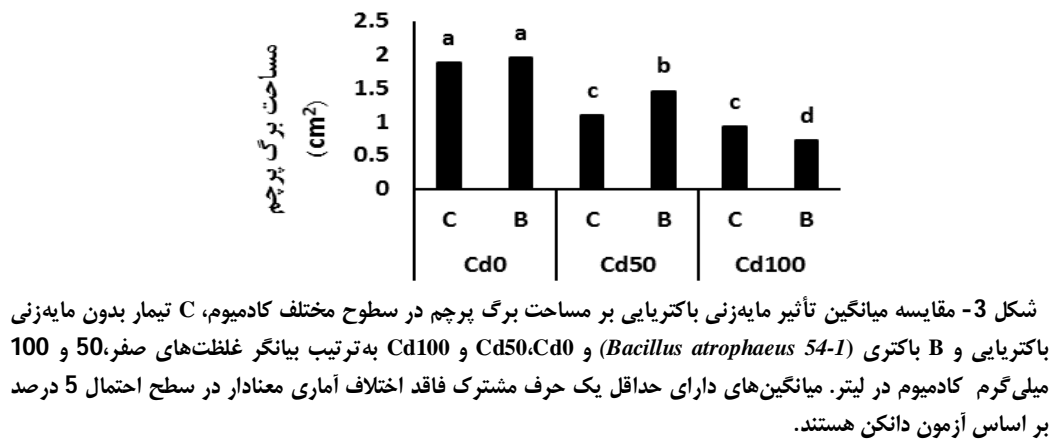 2.5
2
1.5
1
0.5
0
مساحت برگ پرچم
(cm²)
a a c b c d
C B C B C B
Cd0 Cd50 Cd100
شکل 3- مقایسه میانگین تأثیر مایه‌زنی باکتریایی بر مساحت برگ پرچم در سطوح مختلف کادمیوم، C تیمار بدون مایه‌زنی
باکتریایی و B باکتری (Bacillus atrophaeus 54-1) و Cd50،Cd0 و Cd100 به‌ترتیب بیانگر غلظت‌های صفر،50 و 100
میلی‌گرم کادمیوم در لیتر. میانگین‌های دارای حداقل یک حرف مشترک فاقد اختلاف آماری معنادار در سطح احتمال 5 درصد
بر اساس آزمون دانکن هستند.